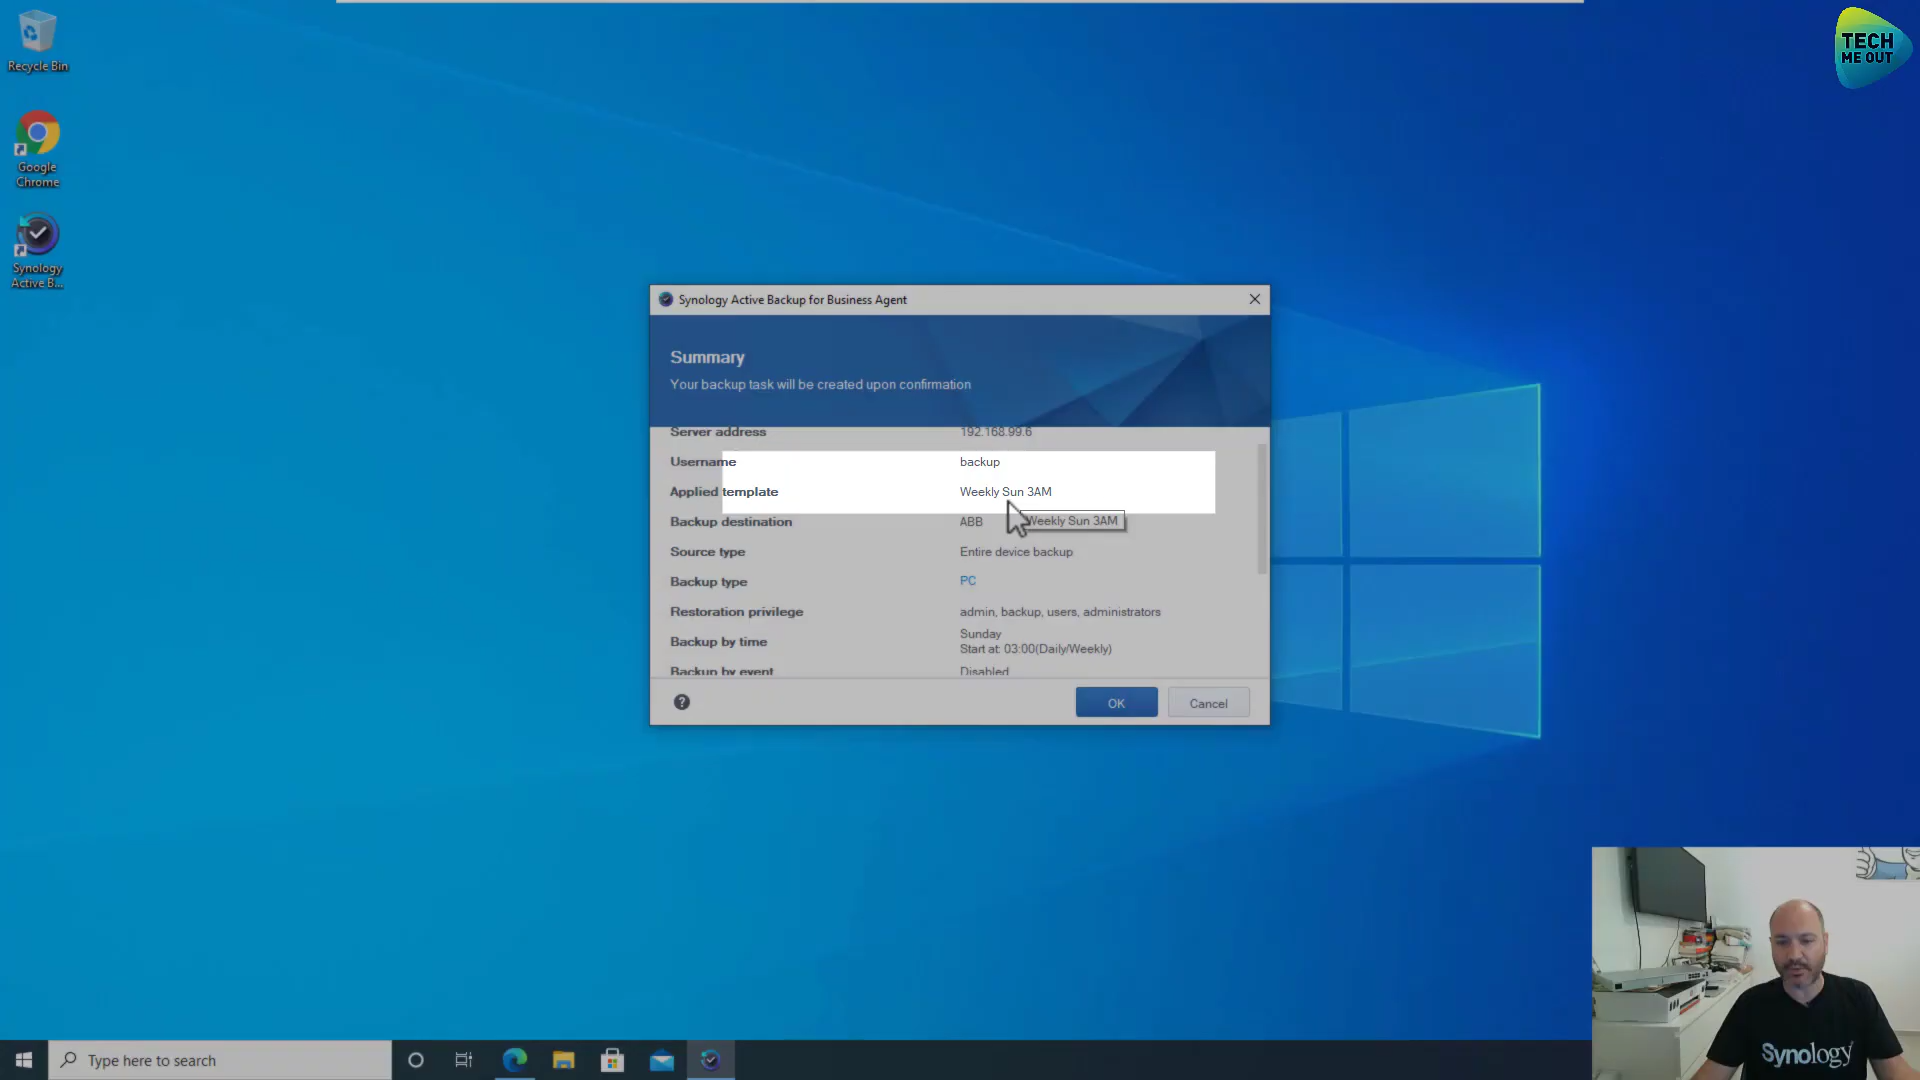 TECH
ME OUT
Recycle Bin
Google
Chrome
Synology
Active B...
Synology Active Backup for Business Agent
Summary
Your backup task will be created upon confirmation
Server address 192.168.99.6
Username backup
Applied template Weekly Sun 3AM
Backup destination ABB
Weekly Sun 3AM
Source type Entire device backup
Backup type PC
Restoration privilege admin, backup, users, administrators
Backup by time Sunday
Start at: 03:00(Daily/Weekly)
Backup by event Disabled
OK Cancel
Synology
Type here to search